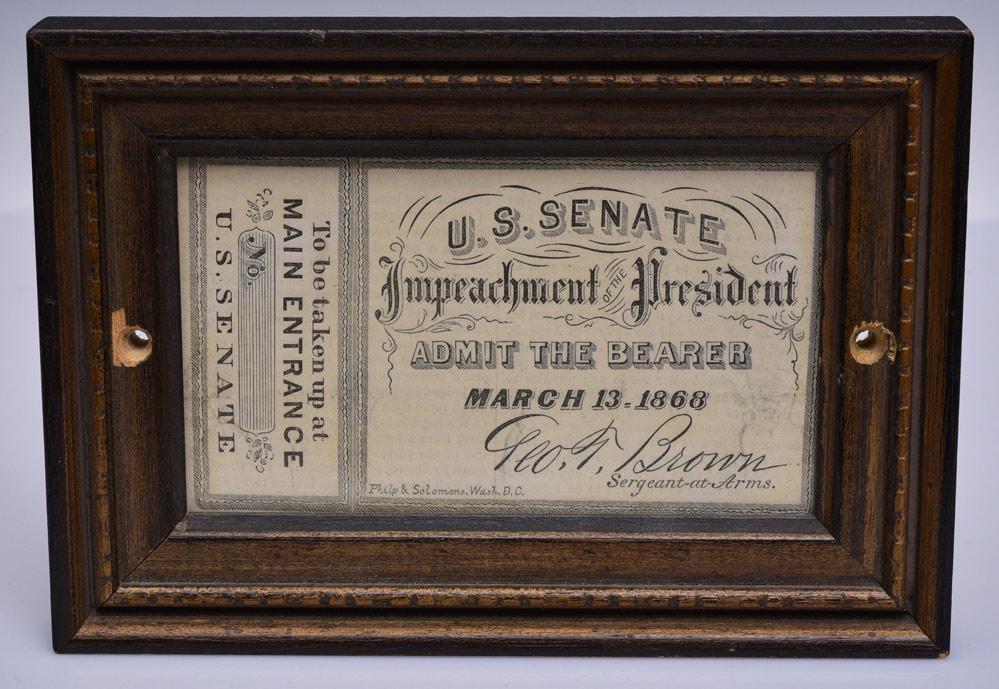 To be taken up at
MAIN ENTRANCE
No.
U.S. SENATE
U.S. SENATE
Impeachment OF THE President
ADMIT THE BEARER
MARCH 13-1868
Geo. T. Brown
Sergeant-at-Arms.
Philp & Solomons. Wash. D.C.